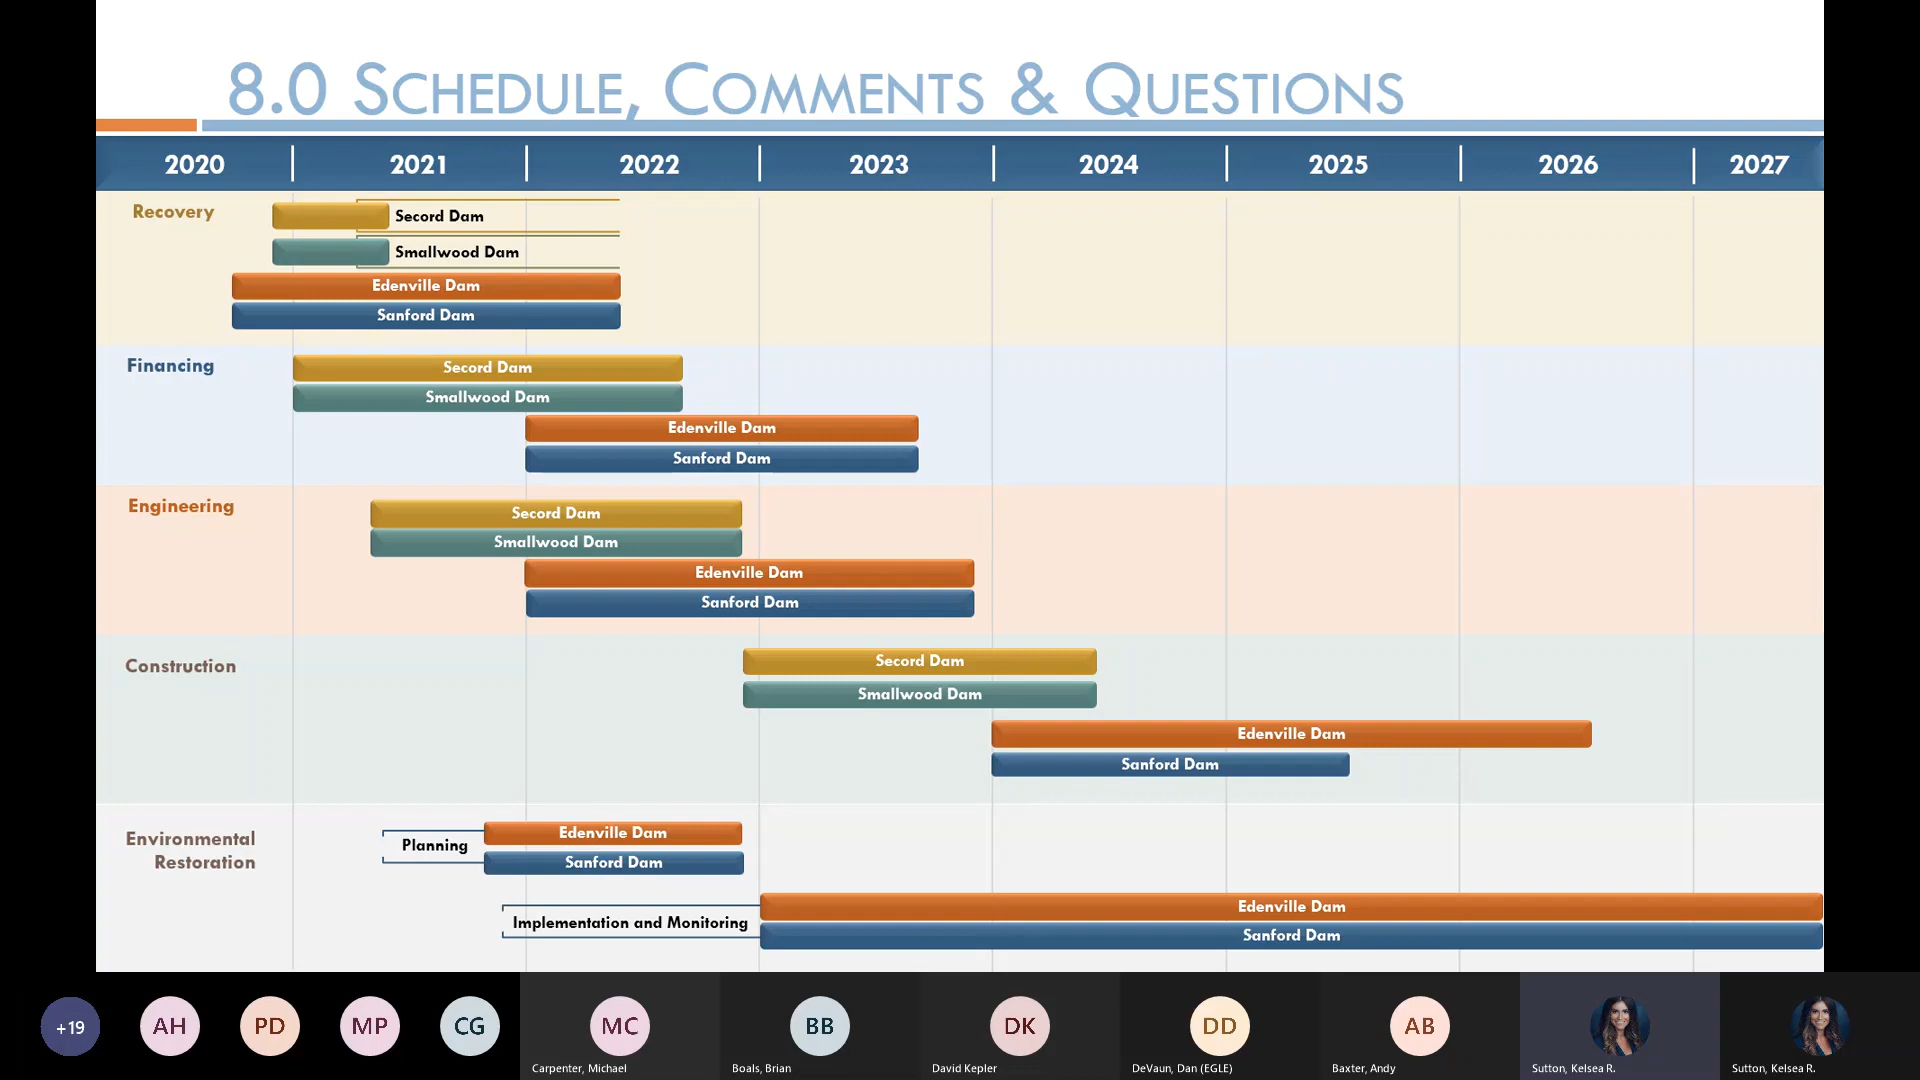 8.0 SCHEDULE, COMMENTS & QUESTIONS
2020 2021 2022 2023 2024 2025 2026 2027
Recovery
Secord Dam
Smallwood Dam
Edenville Dam
Sanford Dam
Financing
Secord Dam
Smallwood Dam
Edenville Dam
Sanford Dam
Engineering
Secord Dam
Smallwood Dam
Edenville Dam
Sanford Dam
Construction
Secord Dam
Smallwood Dam
Edenville Dam
Sanford Dam
Environmental
Restoration
Planning
Edenville Dam
Sanford Dam
Implementation and Monitoring
Edenville Dam
Sanford Dam
+19 AH PD MP CG MC BB DK DD AB
Carpenter, Michael
Boals, Brian
David Kepler
DeVaun, Dan (EGLE)
Baxter, Andy
Sutton, Kelsea R.
Sutton, Kelsea R.